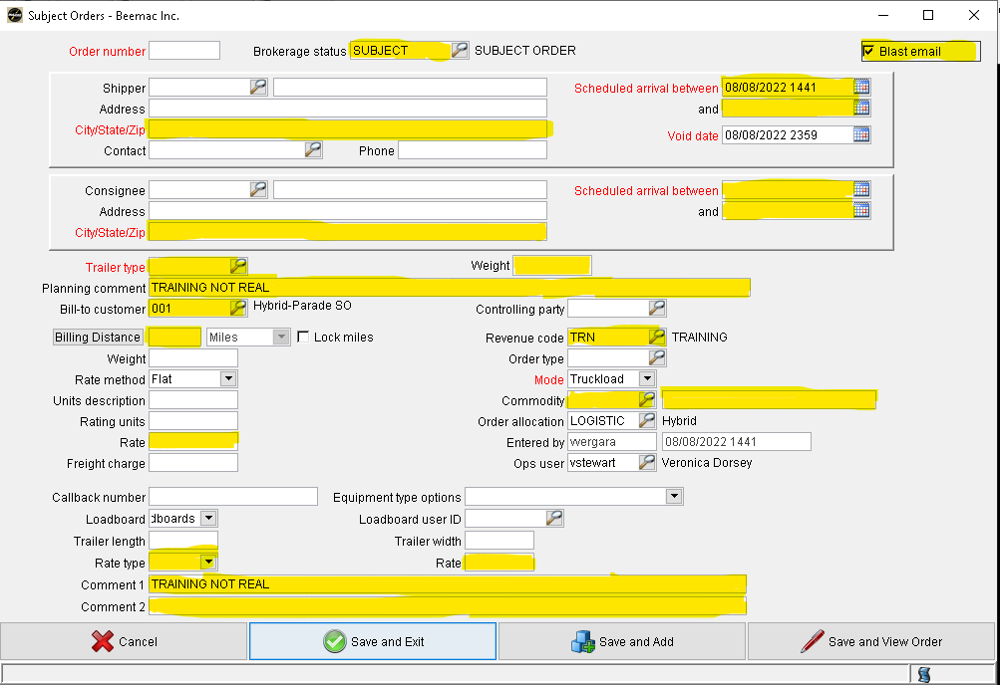 Subject Orders - Beemac Inc.
Order number Brokerage status SUBJECT SUBJECT ORDER Blast email
Shipper Scheduled arrival between 08/08/2022 1441
Address and
City/State/Zip Void date 08/08/2022 2359
Contact Phone
Consignee Scheduled arrival between
Address and
City/State/Zip
Trailer type Weight
Planning comment TRAINING NOT REAL
Bill-to customer 001 Hybrid-Parade SO Controlling party
Billing Distance Miles Lock miles Revenue code TRN TRAINING
Weight Order type
Rate method Flat Mode Truckload
Units description Commodity
Rating units Order allocation LOGISTIC Hybrid
Rate Entered by vvergara 08/08/2022 1441
Freight charge Ops user vstewart Veronica Dorsey
Callback number Equipment type options
Loadboard dboards Loadboard user ID
Trailer length Trailer width
Rate type Rate
Comment 1 TRAINING NOT REAL
Comment 2
Cancel Save and Exit Save and Add Save and View Order